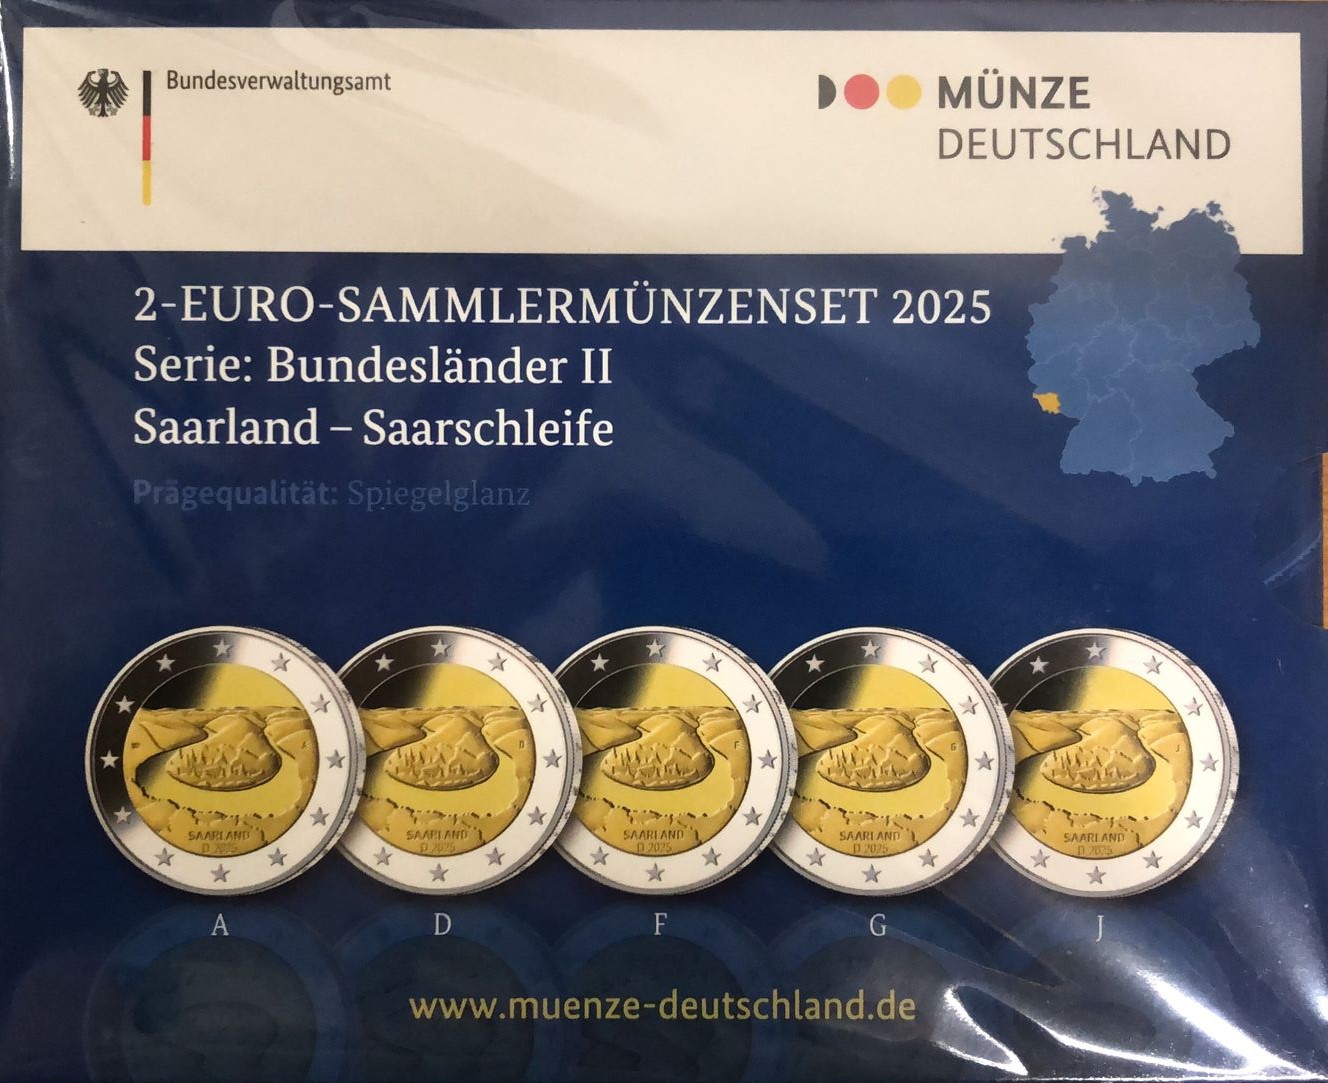 Bundesverwaltungsamt
MÜNZE
DEUTSCHLAND
2-EURO-SAMMLERMÜNZENSET 2025
Serie: Bundesländer II
Saarland – Saarschleife
Prägequalität: Spiegelglanz
A
D
F
G
J
SAARLAND
D 2025
SAARLAND
D 2025
SAARLAND
D 2025
SAARLAND
D 2025
SAARLAND
D 2025
A D F G J
www.muenze-deutschland.de